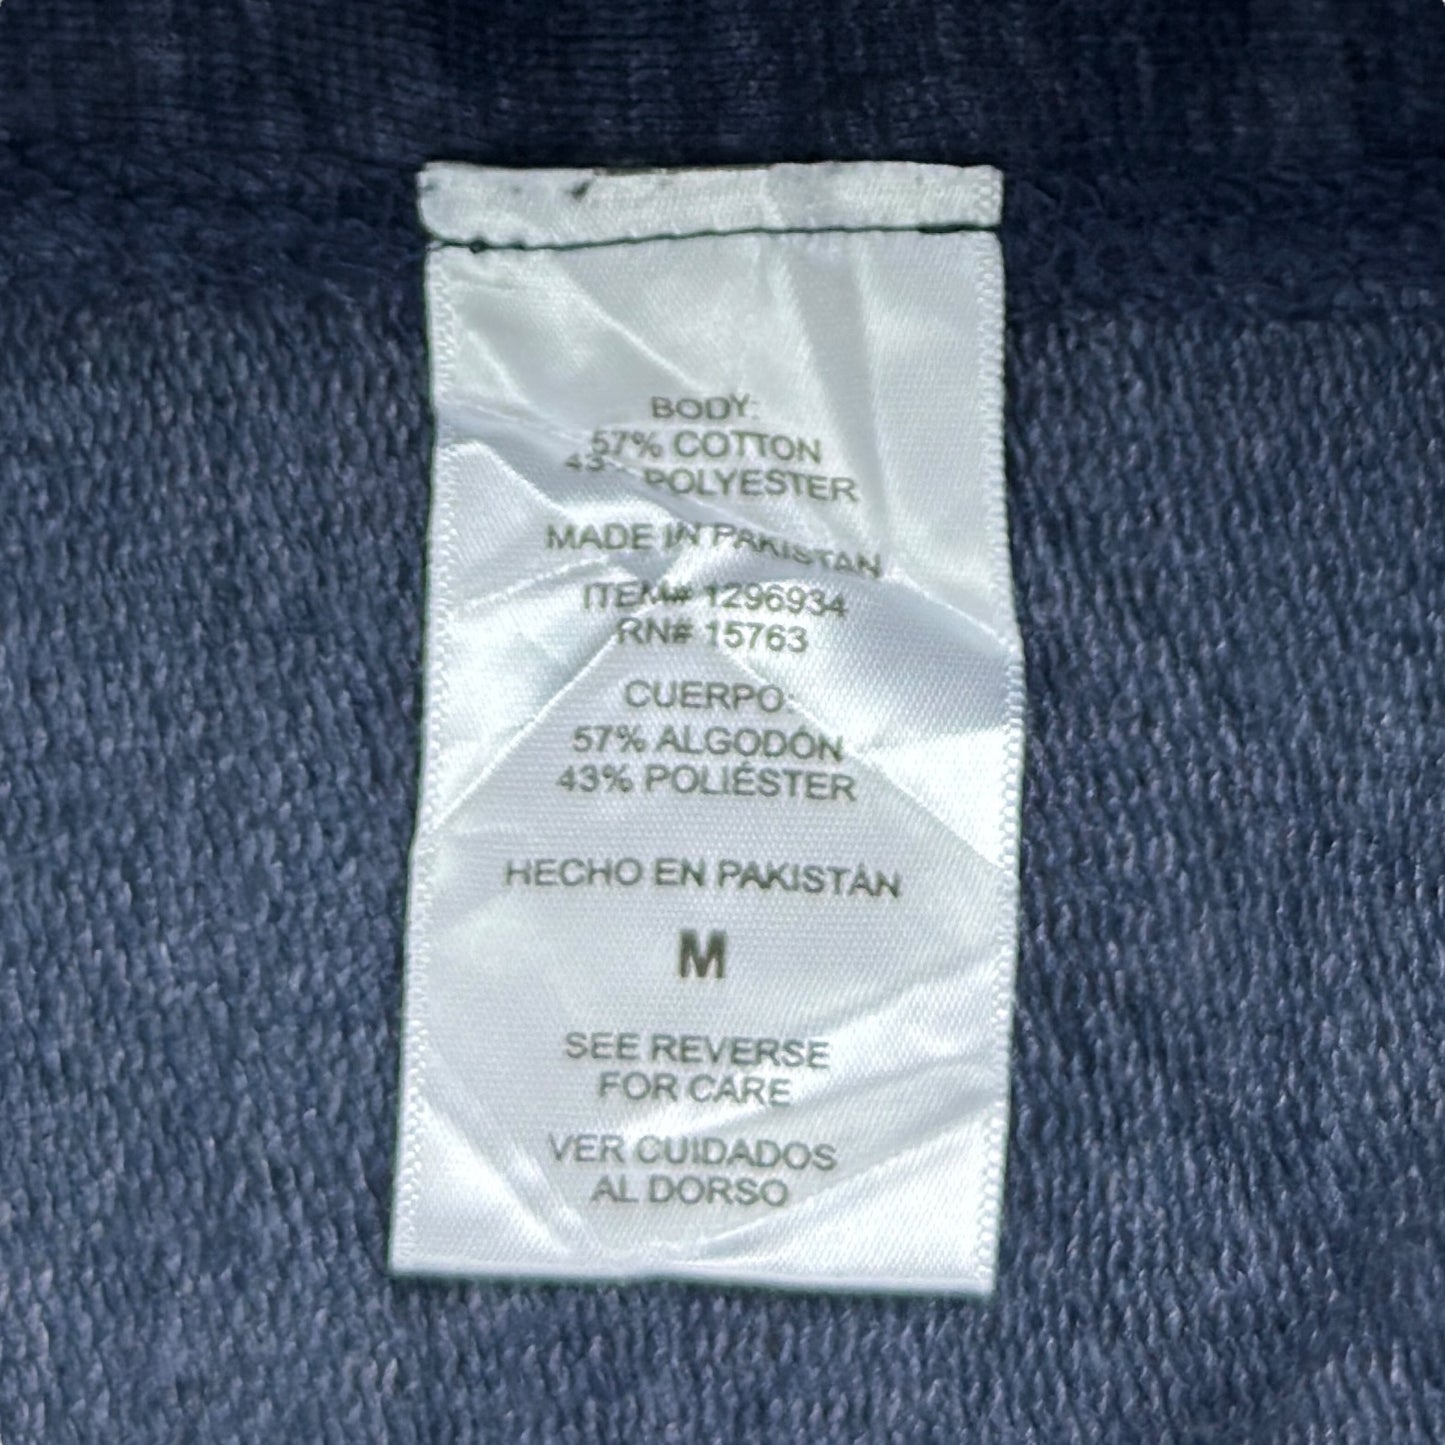 BODY:
57% COTTON
43% POLYESTER
MADE IN PAKISTAN
ITEM# 1296934
RN# 15763
CUERPO:
57% ALGODÓN
43% POLIÉSTER
HECHO EN PAKISTÁN
M
SEE REVERSE
FOR CARE
VER CUIDADOS
AL DORSO